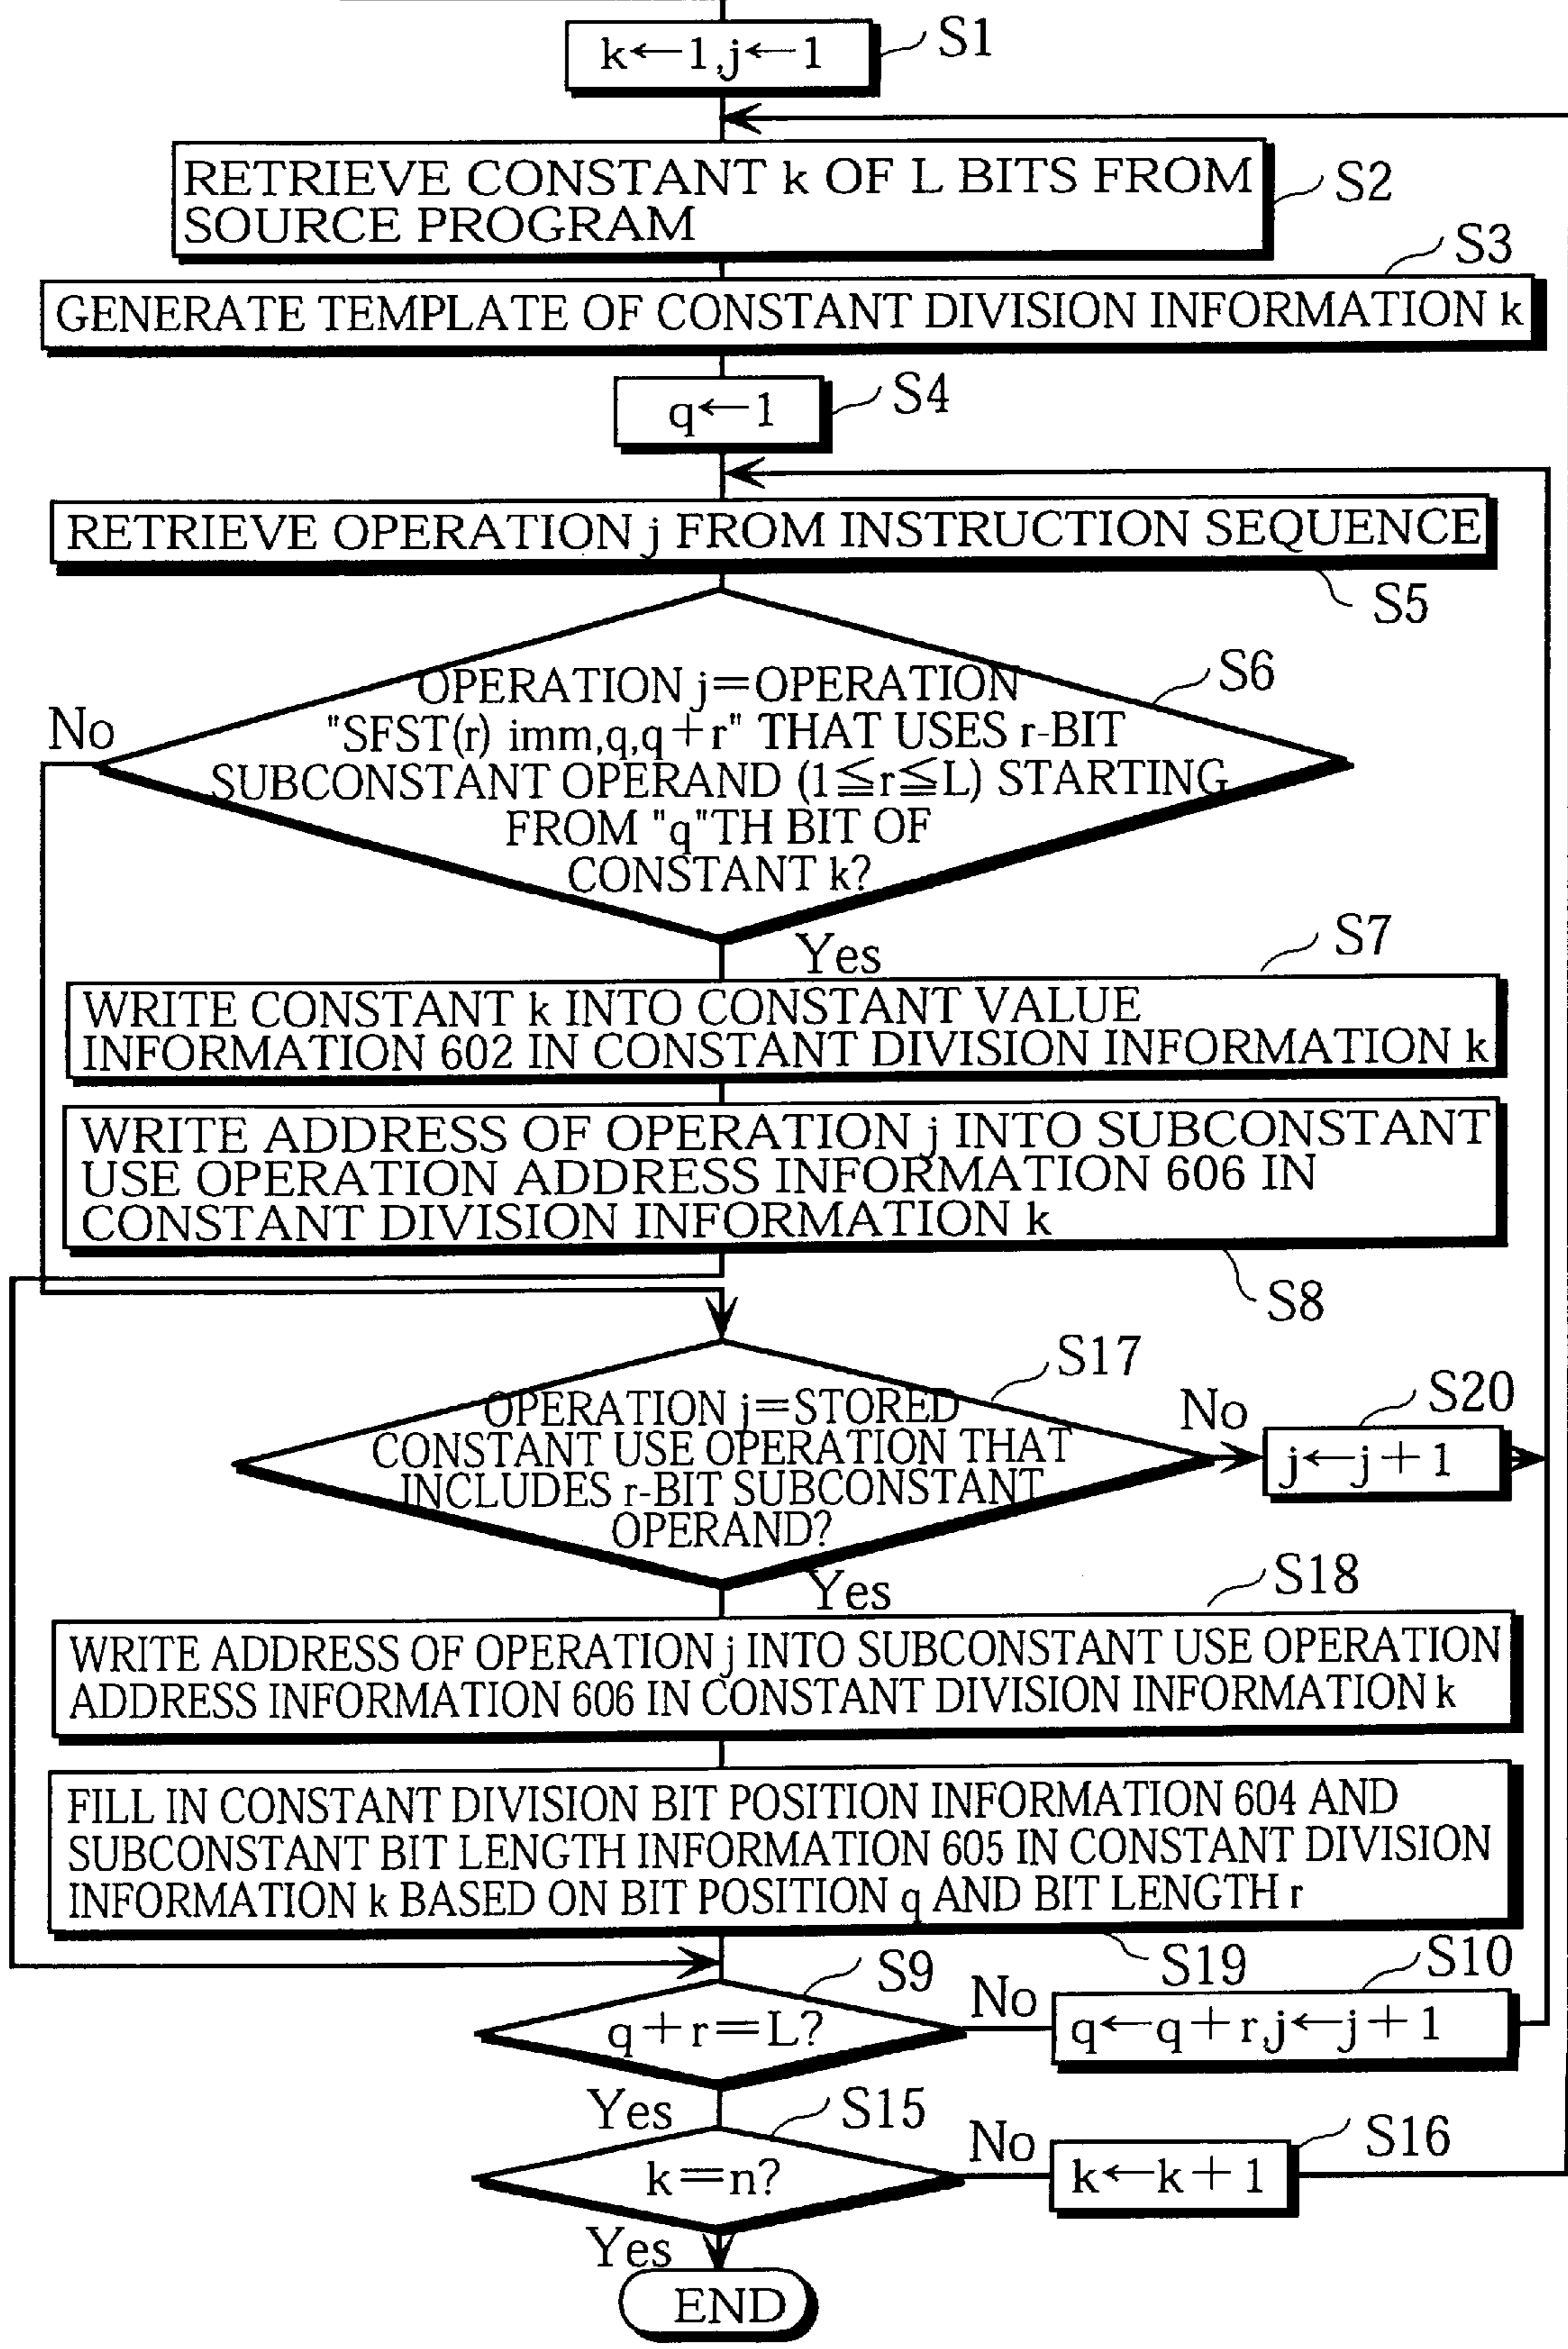 k←1,j←1
S1
RETRIEVE CONSTANT k OF L BITS FROM
SOURCE PROGRAM
S2
S3
GENERATE TEMPLATE OF CONSTANT DIVISION INFORMATION k
q←1
S4
RETRIEVE OPERATION j FROM INSTRUCTION SEQUENCE
S5
S6
No
OPERATION j=OPERATION
"SFST(r) imm,q,q+r" THAT USES r-BIT
SUBCONSTANT OPERAND (1≦r≦L) STARTING
FROM "q"TH BIT OF
CONSTANT k?
Yes
S7
WRITE CONSTANT k INTO CONSTANT VALUE
INFORMATION 602 IN CONSTANT DIVISION INFORMATION k
WRITE ADDRESS OF OPERATION j INTO SUBCONSTANT
USE OPERATION ADDRESS INFORMATION 606 IN
CONSTANT DIVISION INFORMATION k
S8
S17
OPERATION j=STORED
CONSTANT USE OPERATION THAT
INCLUDES r-BIT SUBCONSTANT
OPERAND?
No
S20
j←j+1
Yes
S18
WRITE ADDRESS OF OPERATION j INTO SUBCONSTANT USE OPERATION
ADDRESS INFORMATION 606 IN CONSTANT DIVISION INFORMATION k
FILL IN CONSTANT DIVISION BIT POSITION INFORMATION 604 AND
SUBCONSTANT BIT LENGTH INFORMATION 605 IN CONSTANT DIVISION
INFORMATION k BASED ON BIT POSITION q AND BIT LENGTH r
S19
S9
q+r=L?
No
S10
q←q+r,j←j+1
Yes
S15
k=n?
No
S16
k←k+1
Yes
END